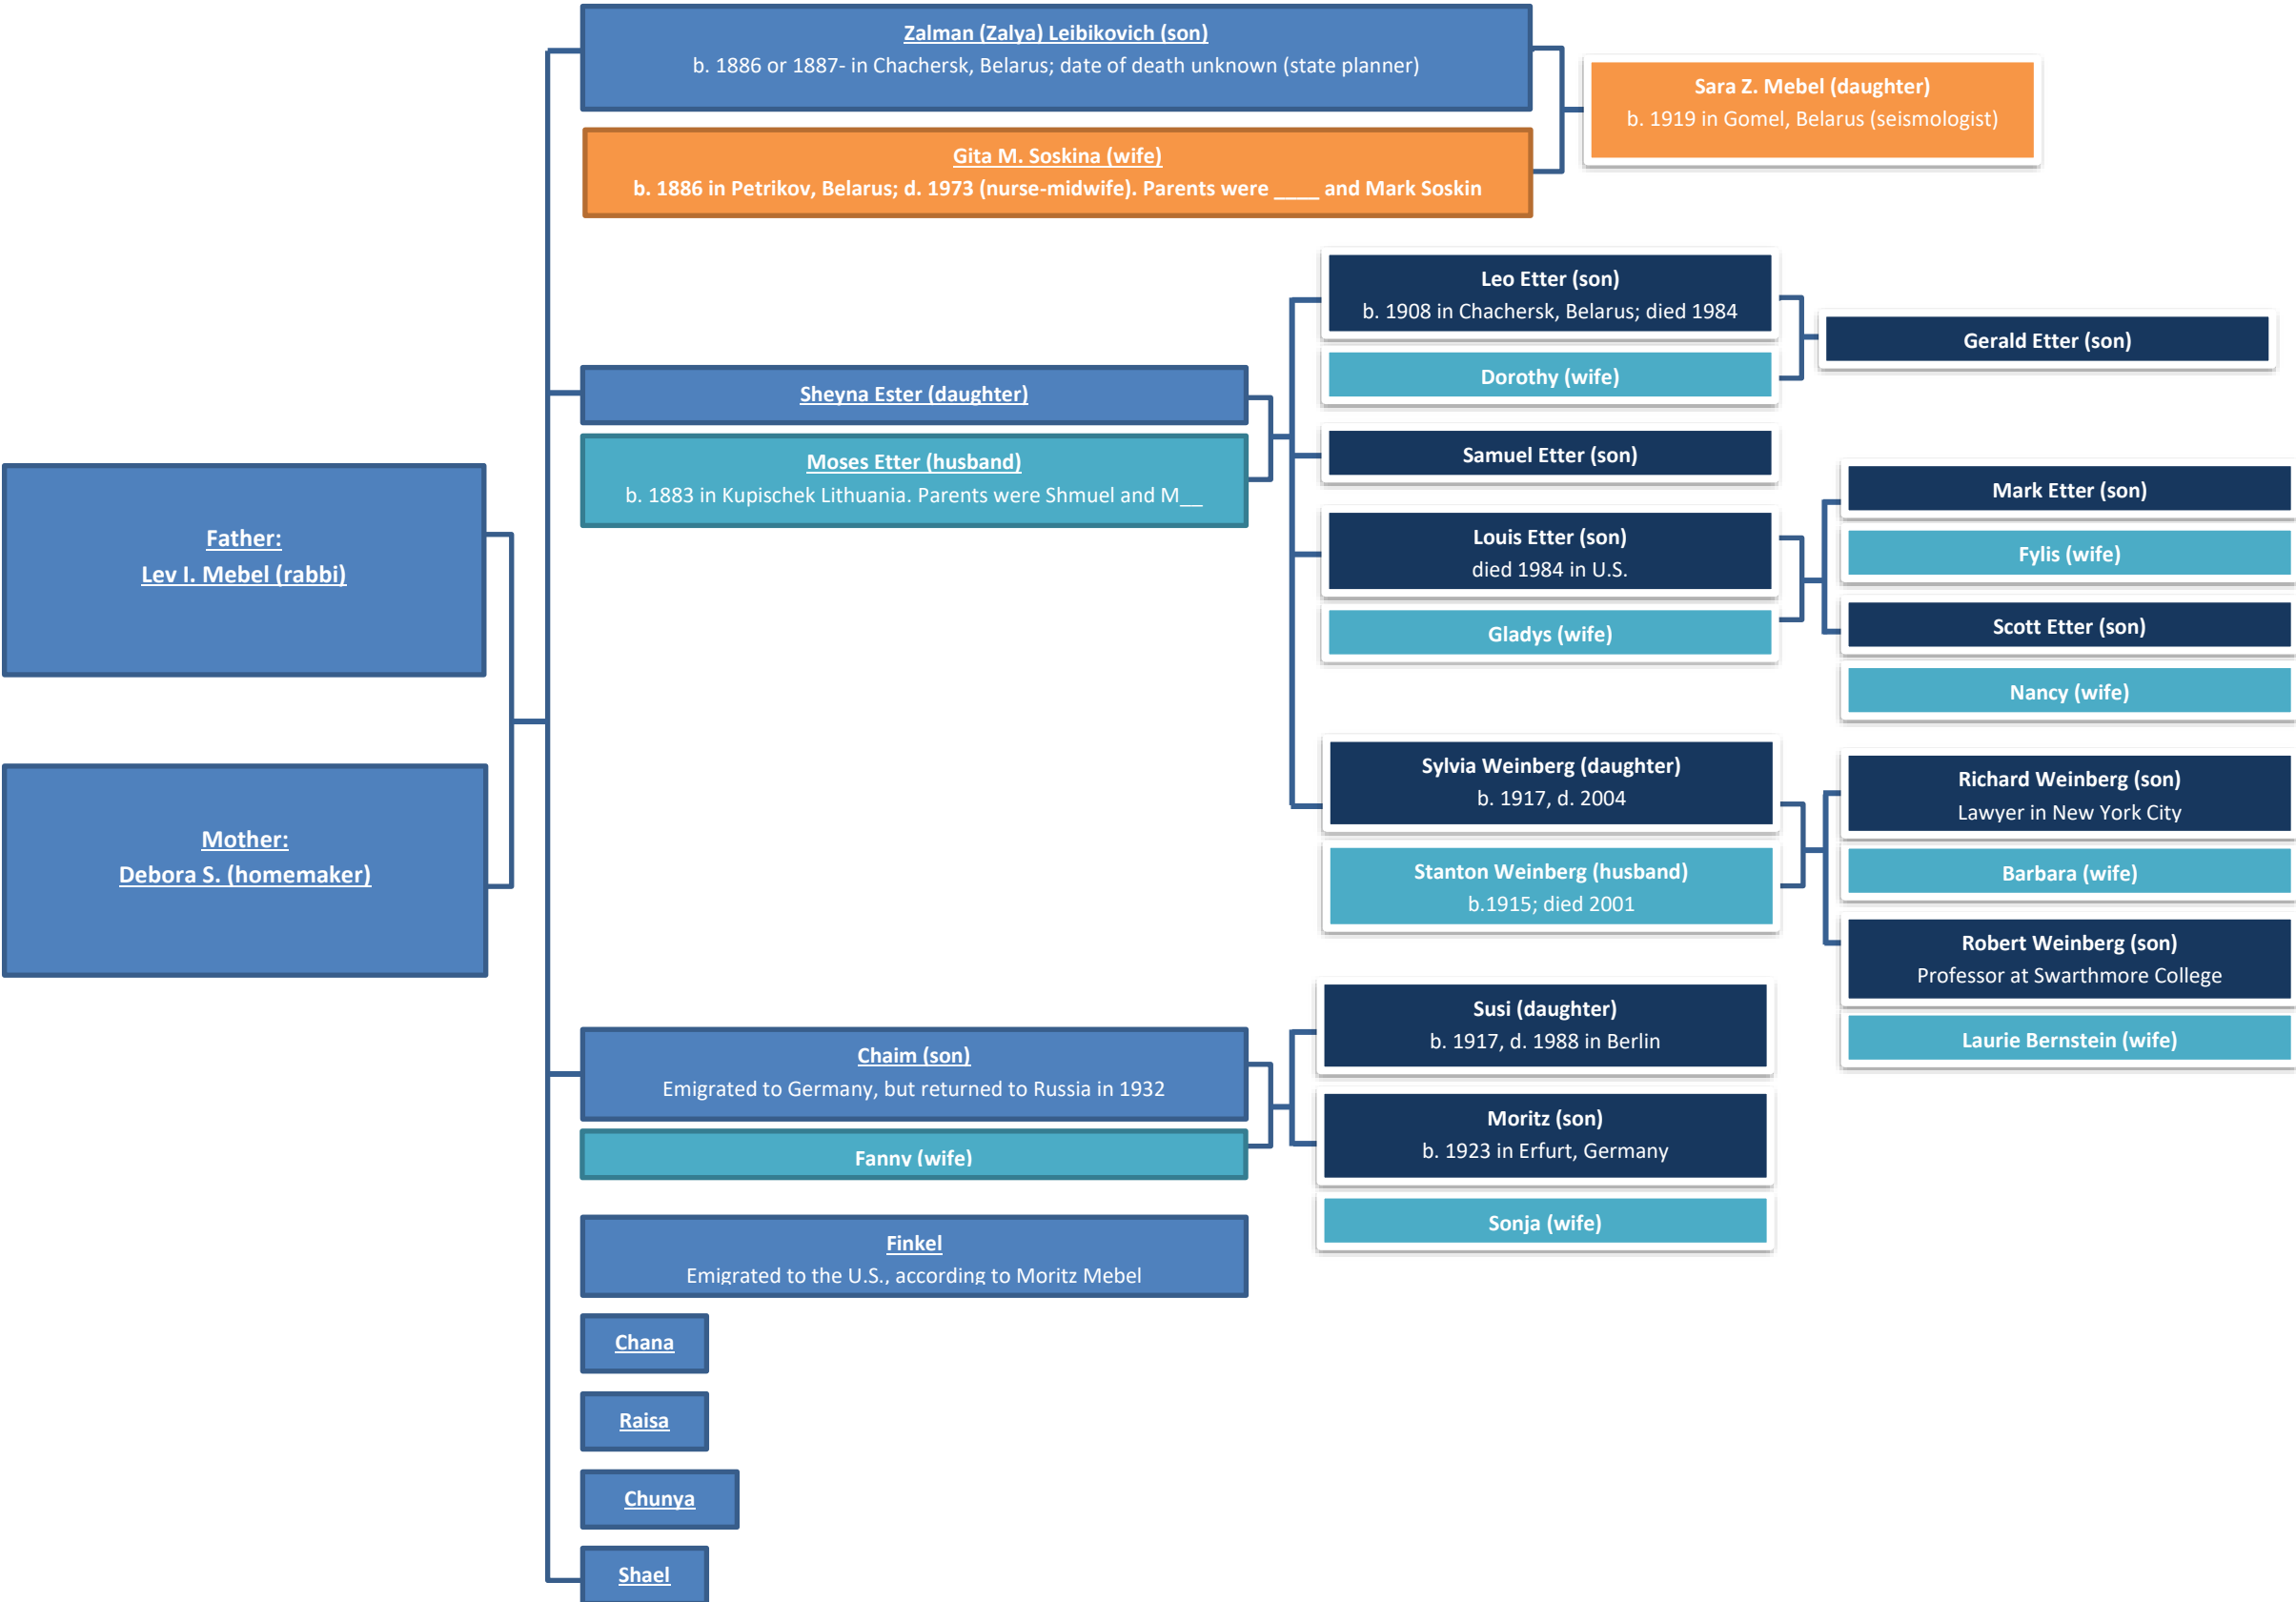 Zalman (Zalya) Leibikovich (son)
b. 1886 or 1887- in Chachersk, Belarus; date of death unknown (state planner)
Gita M. Soskina (wife)
b. 1886 in Petrikov, Belarus; d. 1973 (nurse-midwife). Parents were ____ and Mark Soskin
Sara Z. Mebel (daughter)
b. 1919 in Gomel, Belarus (seismologist)
Father:
Lev I. Mebel (rabbi)
Mother:
Debora S. (homemaker)
Sheyna Ester (daughter)
Moses Etter (husband)
b. 1883 in Kupischek Lithuania. Parents were Shmuel and M__
Leo Etter (son)
b. 1908 in Chachersk, Belarus; died 1984
Dorothy (wife)
Gerald Etter (son)
Samuel Etter (son)
Louis Etter (son)
died 1984 in U.S.
Gladys (wife)
Mark Etter (son)
Fylis (wife)
Scott Etter (son)
Nancy (wife)
Sylvia Weinberg (daughter)
b. 1917, d. 2004
Stanton Weinberg (husband)
b.1915; died 2001
Richard Weinberg (son)
Lawyer in New York City
Barbara (wife)
Robert Weinberg (son)
Professor at Swarthmore College
Laurie Bernstein (wife)
Chaim (son)
Emigrated to Germany, but returned to Russia in 1932
Fanny (wife)
Susi (daughter)
b. 1917, d. 1988 in Berlin
Moritz (son)
b. 1923 in Erfurt, Germany
Sonja (wife)
Finkel
Emigrated to the U.S., according to Moritz Mebel
Chana
Raisa
Chunya
Shael